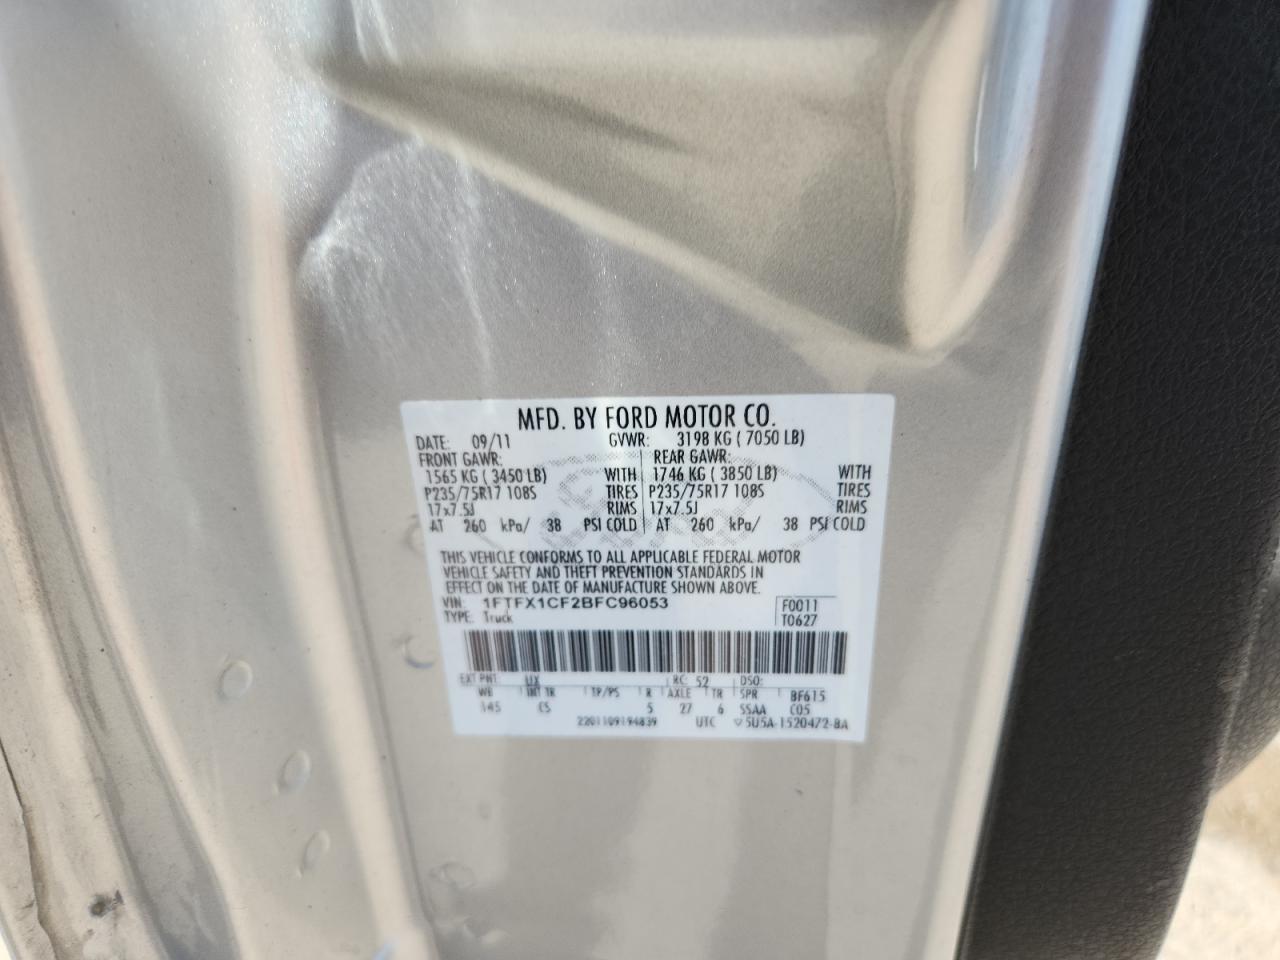 MFD. BY FORD MOTOR CO.
DATE: 09/11 GVWR: 3198 KG ( 7050 LB)
FRONT GAWR: REAR GAWR:
1565 KG ( 3450 LB) WITH 1746 KG ( 3850 LB) WITH
P235/75R17 108S TIRES P235/75R17 108S TIRES
17x7.5J RIMS 17x7.5J RIMS
AT 260 kPa/ 38 PSI COLD AT 260 kPa/ 38 PSI COLD
THIS VEHICLE CONFORMS TO ALL APPLICABLE FEDERAL MOTOR
VEHICLE SAFETY AND THEFT PREVENTION STANDARDS IN
EFFECT ON THE DATE OF MANUFACTURE SHOWN ABOVE.
VIN: 1FTFX1CF2BFC96053 F0011
TYPE: Truck T0627
EXT PNT: UX RC: 52 DSO:
WB INT TR TP/PS R AXLE TR SPR BF615
145 CS 5 27 6 SSAA C05
2201109194839 UTC ▽ 5U5A-1520472-BA